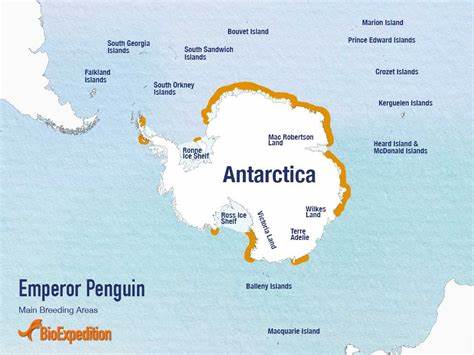 Marion Island
Bouvet Island
Prince Edward Islands
South Georgia
Islands
South Sandwich
Islands
Crozet Islands
Falkland
Islands
South Orkney
Islands
Kerguelen Islands
Mac Robertson
Land
Heard Island &
McDonald Islands
Ronne
Ice Shelf
Antarctica
Ross Ice
Shelf
Victoria Land
Wilkes
Land
Terre
Adelie
Emperor Penguin
Main Breeding Areas
Balleny Islands
BioExpedition
Macquarie Island